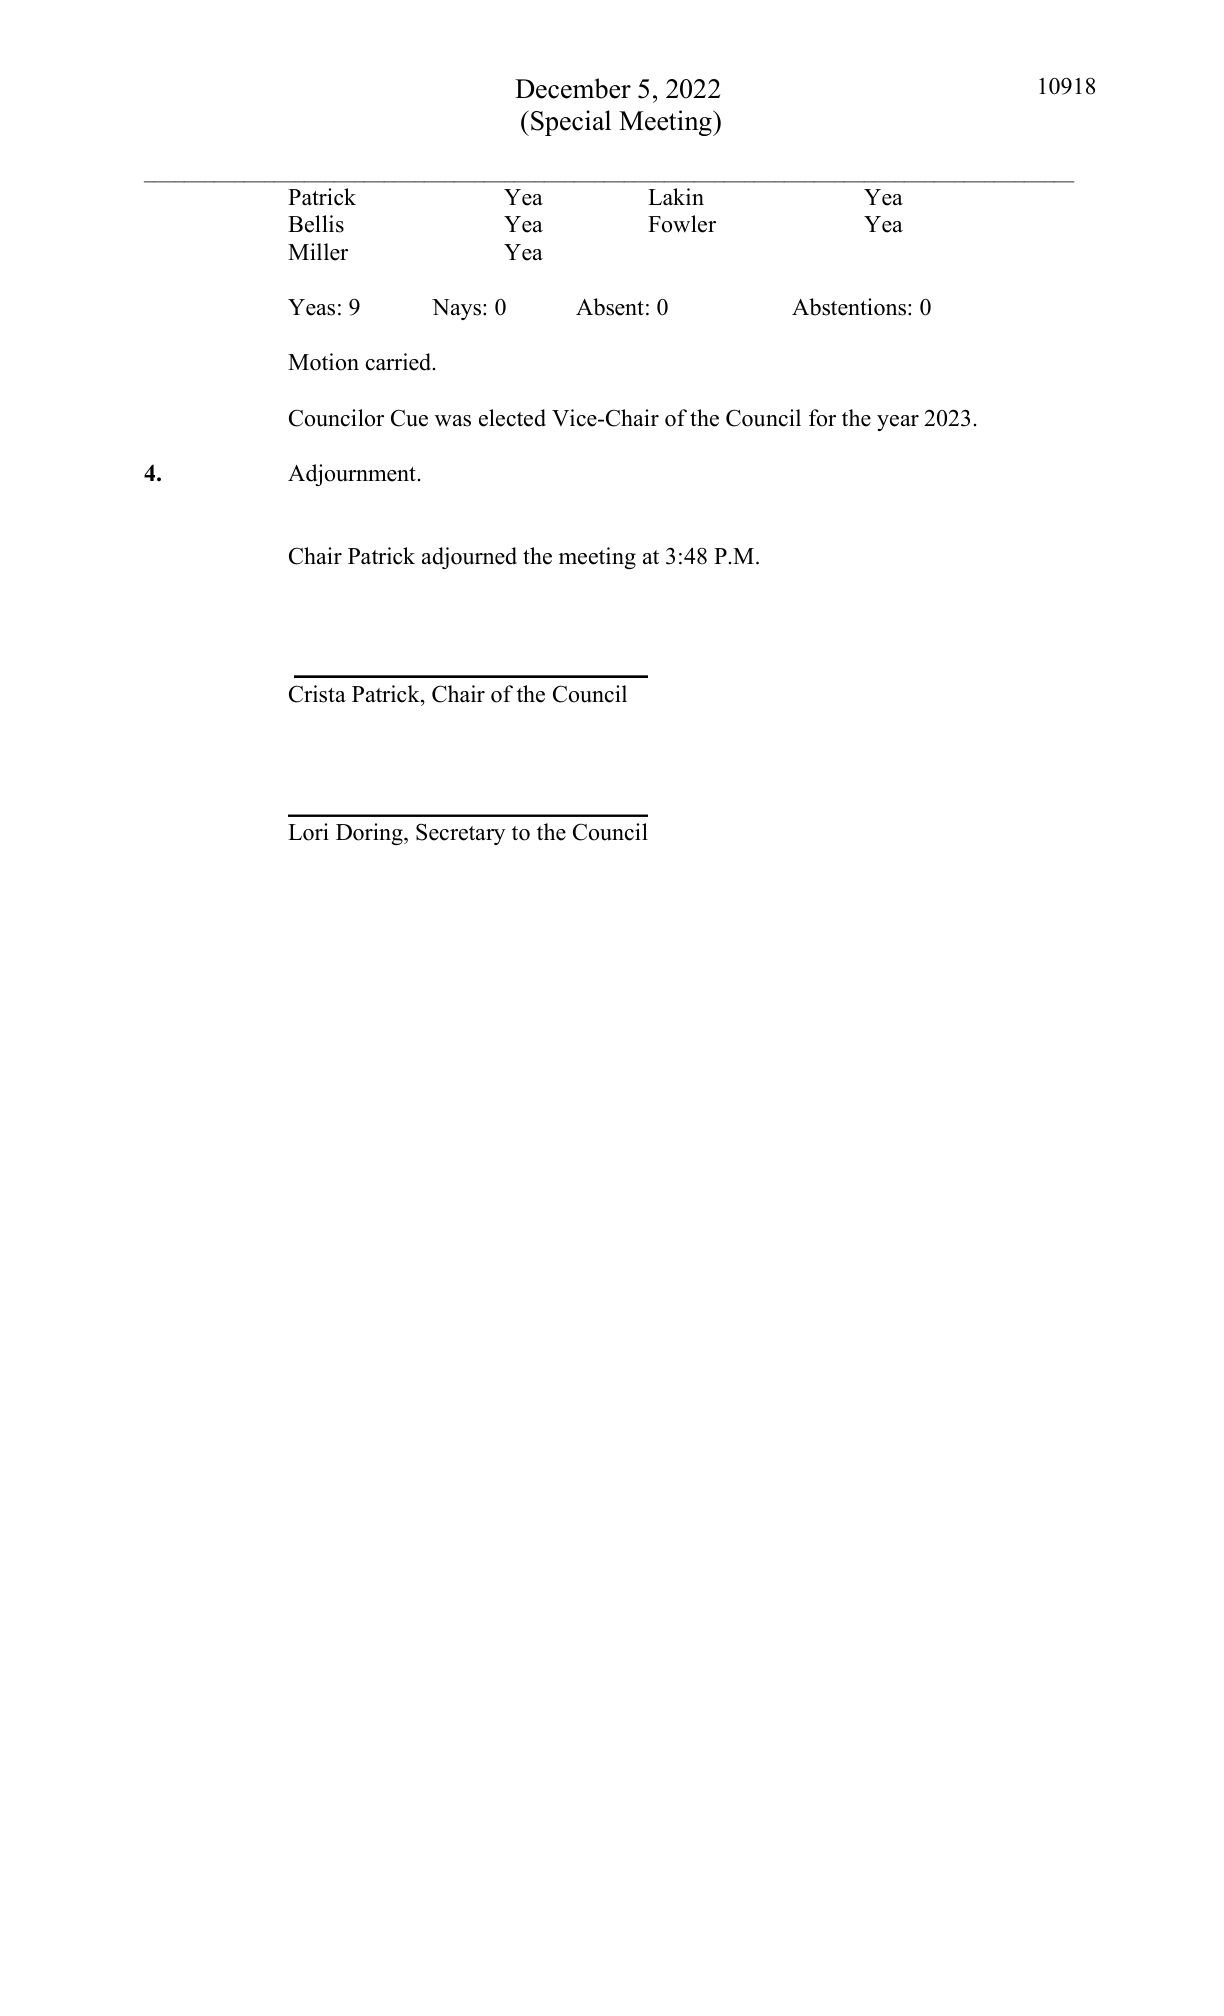 December 5, 2022 10918
(Special Meeting)
Patrick Yea Lakin Yea
Bellis Yea Fowler Yea
Miller Yea
Yeas: 9 Nays: 0 Absent: 0 Abstentions: 0
Motion carried.
Councilor Cue was elected Vice-Chair of the Council for the year 2023.
4. Adjournment.
Chair Patrick adjourned the meeting at 3:48 P.M.
Crista Patrick, Chair of the Council
Lori Doring, Secretary to the Council